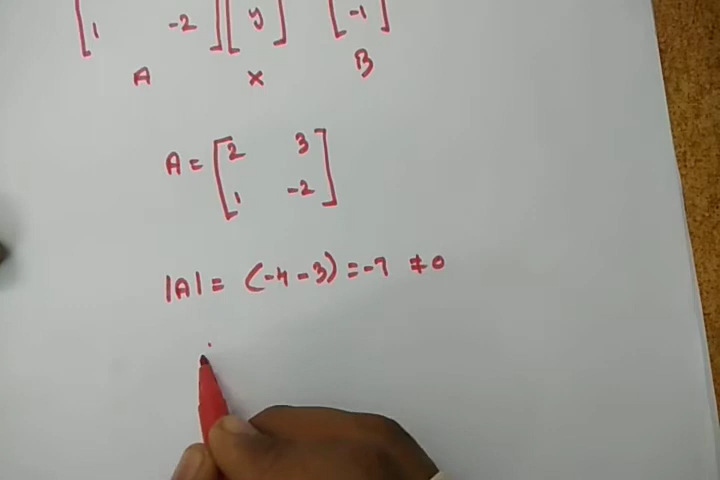 [1 -2] [y] [-1]
A X B
A = [2 3
1 -2]
|A| = (-4 - 3) = -7 ≠ 0